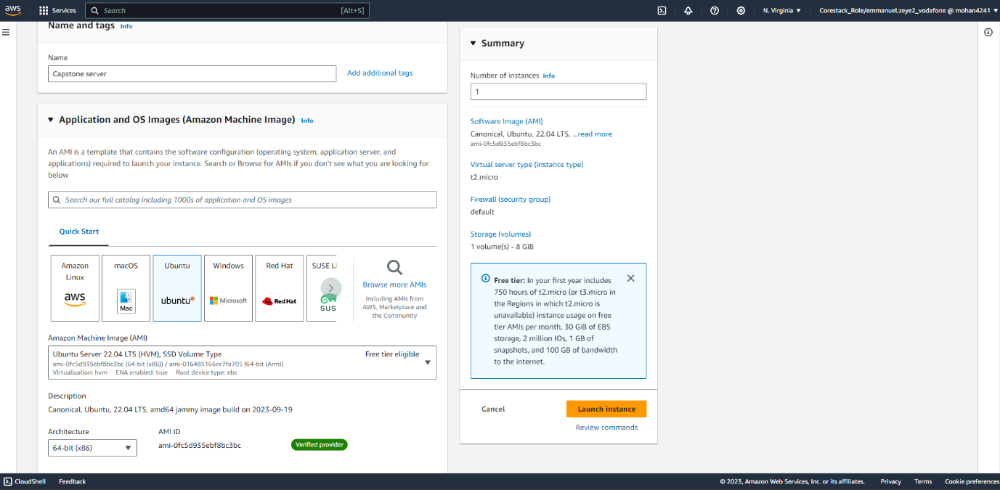 aws
Services
Search
[Alt+S]
N. Virginia
Corestack_Role/emmanuel.zeye2_vodafone @ mohan4241
Name and tags Info
Name
Capstone server
Add additional tags
Application and OS Images (Amazon Machine Image) Info
An AMI is a template that contains the software configuration (operating system, application server, and
applications) required to launch your instance. Search or Browse for AMIs if you don't see what you are looking for
below
Search our full catalog including 1000s of application and OS images
Quick Start
Amazon
Linux
aws
macOS
Mac
Ubuntu
ubuntu
Windows
Microsoft
Red Hat
Red Hat
SUSE Li
SUS
Browse more AMIs
Including AMIs from
AWS, Marketplace and
the Community
Amazon Machine Image (AMI)
Ubuntu Server 22.04 LTS (HVM), SSD Volume Type
Free tier eligible
ami-0fc5d935ebf8bc3bc (64-bit (x86)) / ami-016485166ec7fa705 (64-bit (Arm))
Virtualization: hvm ENA enabled: true Root device type: ebs
Description
Canonical, Ubuntu, 22.04 LTS, amd64 jammy image build on 2023-09-19
Architecture
64-bit (x86)
AMI ID
ami-0fc5d935ebf8bc3bc
Verified provider
Summary
Number of instances Info
1
Software Image (AMI)
Canonical, Ubuntu, 22.04 LTS, ...read more
ami-0fc5d935ebf8bc3bc
Virtual server type (instance type)
t2.micro
Firewall (security group)
default
Storage (volumes)
1 volume(s) - 8 GiB
Free tier: In your first year includes
750 hours of t2.micro (or t3.micro in
the Regions in which t2.micro is
unavailable) instance usage on free
tier AMIs per month, 30 GiB of EBS
storage, 2 million IOs, 1 GB of
snapshots, and 100 GB of bandwidth
to the internet.
Cancel
Launch instance
Review commands
CloudShell
Feedback
© 2023, Amazon Web Services, Inc. or its affiliates.
Privacy
Terms
Cookie preferences